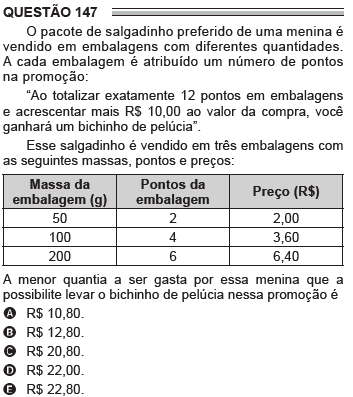 QUESTÃO 147
O pacote de salgadinho preferido de uma menina é
vendido em embalagens com diferentes quantidades.
A cada embalagem é atribuído um número de pontos
na promoção:
“Ao totalizar exatamente 12 pontos em embalagens
e acrescentar mais R$ 10,00 ao valor da compra, você
ganhará um bichinho de pelúcia”.
Esse salgadinho é vendido em três embalagens com
as seguintes massas, pontos e preços:
Massa da embalagem (g) Pontos da embalagem Preço (R$)
50 2 2,00
100 4 3,60
200 6 6,40
A menor quantia a ser gasta por essa menina que a
possibilite levar o bichinho de pelúcia nessa promoção é
A R$ 10,80.
B R$ 12,80.
C R$ 20,80.
D R$ 22,00.
E R$ 22,80.